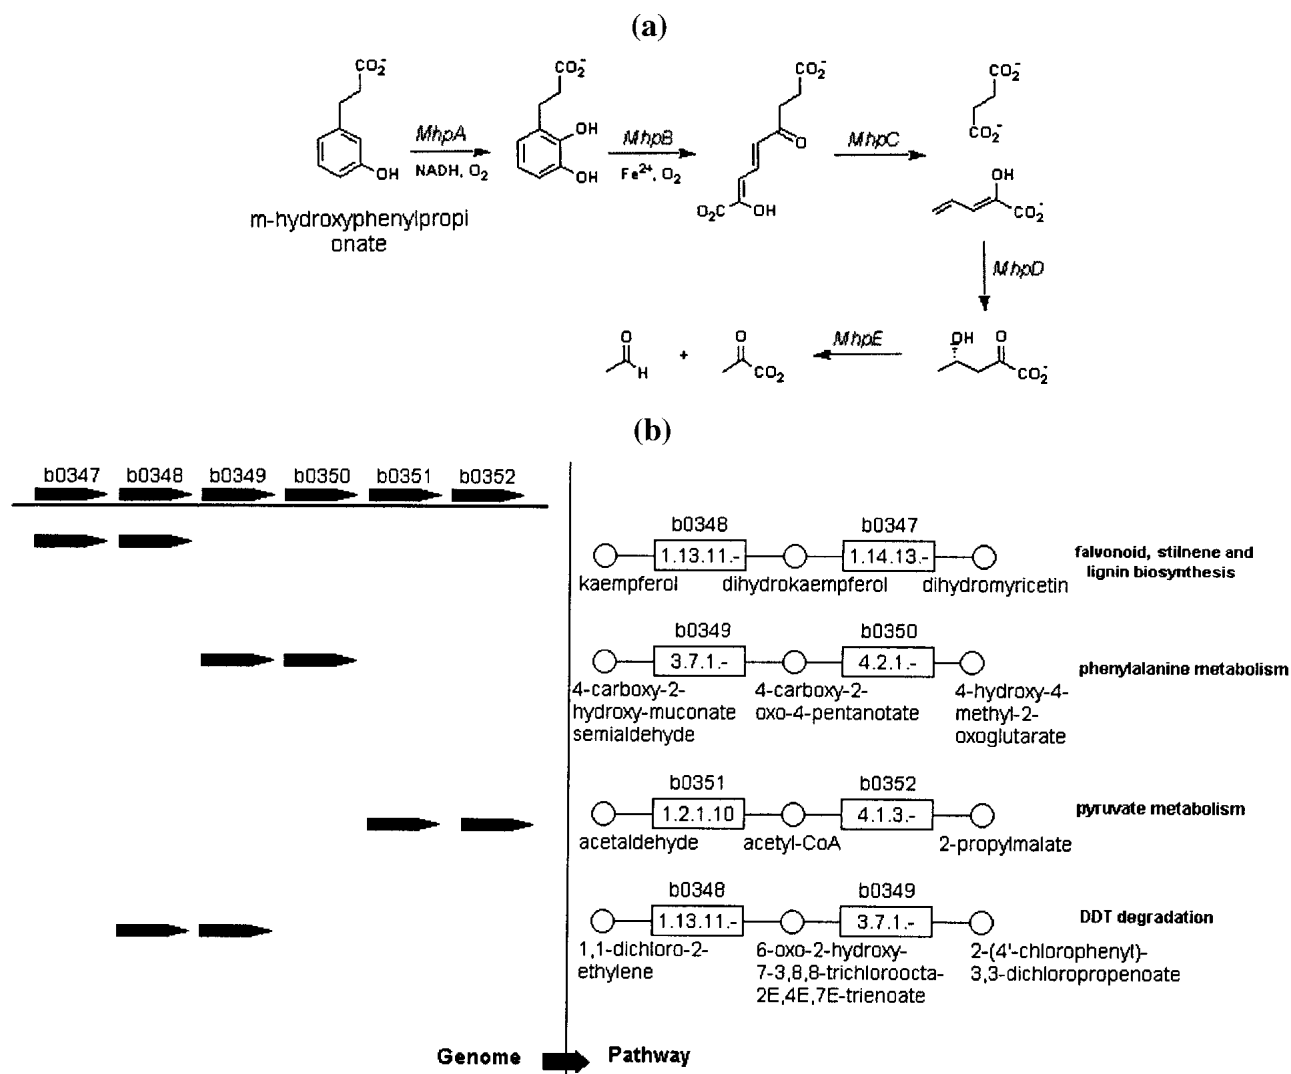 (a)
CO2-
CO2-
CO2-
CO2-
CO2-
OH
MhpA
NADH, O2
OH
OH
MhpB
Fe2+, O2
O
O2C
OH
MhpC
OH
CO2-
m-hydroxyphenylpropi
onate
MhpD
O
H
+
O
CO2
MhpE
OH
O
CO2-
(b)
b0347 b0348 b0349 b0350 b0351 b0352
b0348 b0347
1.13.11.- 1.14.13.-
kaempferol dihydrokaempferol dihydromyricetin
falvonoid, stilnene and
lignin biosynthesis
b0349 b0350
3.7.1.- 4.2.1.-
4-carboxy-2-
hydroxy-muconate
semialdehyde
4-carboxy-2-
oxo-4-pentanotate
4-hydroxy-4-
methyl-2-
oxoglutarate
phenylalanine metabolism
b0351 b0352
1.2.1.10 4.1.3.-
acetaldehyde acetyl-CoA 2-propylmalate
pyruvate metabolism
b0348 b0349
1.13.11.- 3.7.1.-
1,1-dichloro-2-
ethylene
6-oxo-2-hydroxy-
7-3,8,8-trichloroocta-
2E,4E,7E-trienoate
2-(4'-chlorophenyl)-
3,3-dichloropropenoate
DDT degradation
Genome Pathway